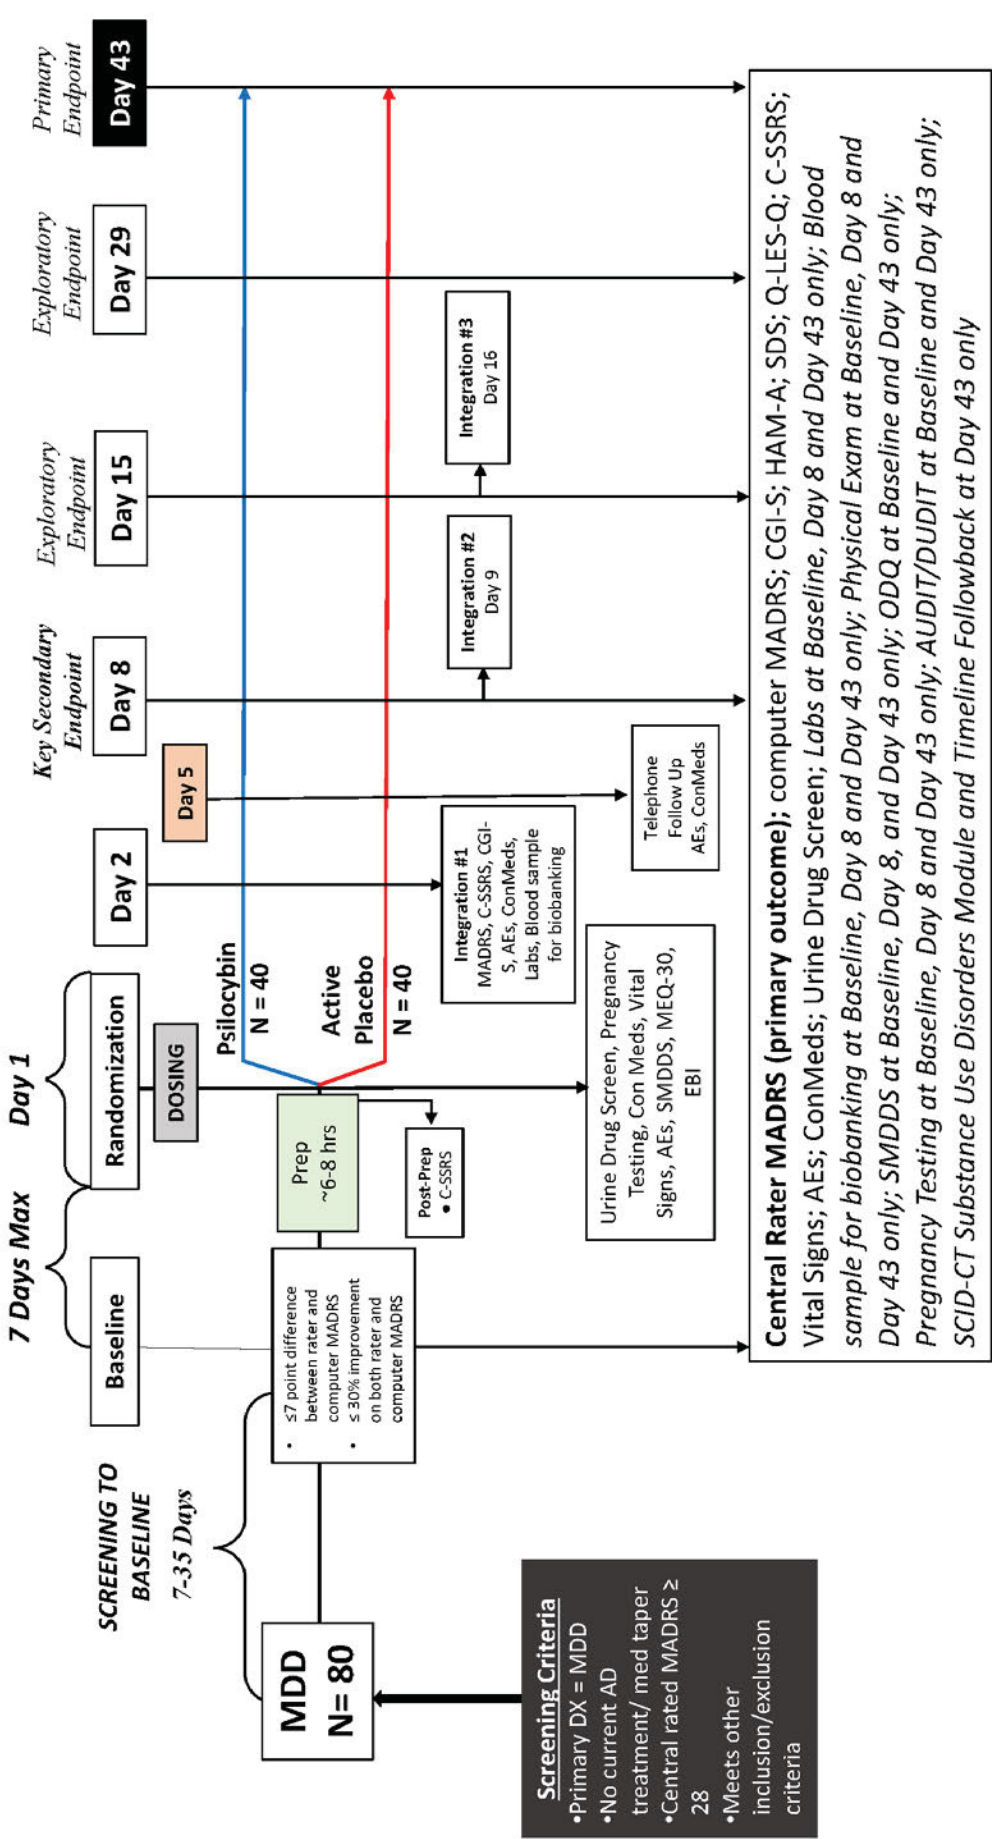 7 Days Max
Day 1
Primary
Endpoint
Exploratory
Endpoint
Exploratory
Endpoint
Key Secondary
Endpoint
SCREENING TO
BASELINE
7-35 Days
Baseline
Randomization
Day 2
Day 8
Day 15
Day 29
Day 43
DOSING
Day 5
Psilocybin
N = 40
Active
Placebo
N = 40
MDD
N= 80
• ≤7 point difference
between rater and
computer MADRS
• ≤ 30% improvement
on both rater and
computer MADRS
Prep
~6-8 hrs
Post-Prep
• C-SSRS
Integration #1
MADRS, C-SSRS, CGI-
S, AEs, ConMeds,
Labs, Blood sample
for biobanking
Integration #2
Day 9
Integration #3
Day 16
Urine Drug Screen, Pregnancy
Testing, Con Meds, Vital
Signs, AEs, SMDDS, MEQ-30,
EBI
Telephone
Follow Up
AEs, ConMeds
Screening Criteria
•Primary DX = MDD
•No current AD
treatment/ med taper
•Central rated MADRS ≥
28
•Meets other
inclusion/exclusion
criteria
Central Rater MADRS (primary outcome); computer MADRS; CGI-S; HAM-A; SDS; Q-LES-Q; C-SSRS;
Vital Signs; AEs; ConMeds; Urine Drug Screen; Labs at Baseline, Day 8 and Day 43 only; Blood
sample for biobanking at Baseline, Day 8 and Day 43 only; Physical Exam at Baseline, Day 8 and
Day 43 only; SMDDS at Baseline, Day 8, and Day 43 only; ODQ at Baseline and Day 43 only;
Pregnancy Testing at Baseline, Day 8 and Day 43 only; AUDIT/DUDIT at Baseline and Day 43 only;
SCID-CT Substance Use Disorders Module and Timeline Followback at Day 43 only